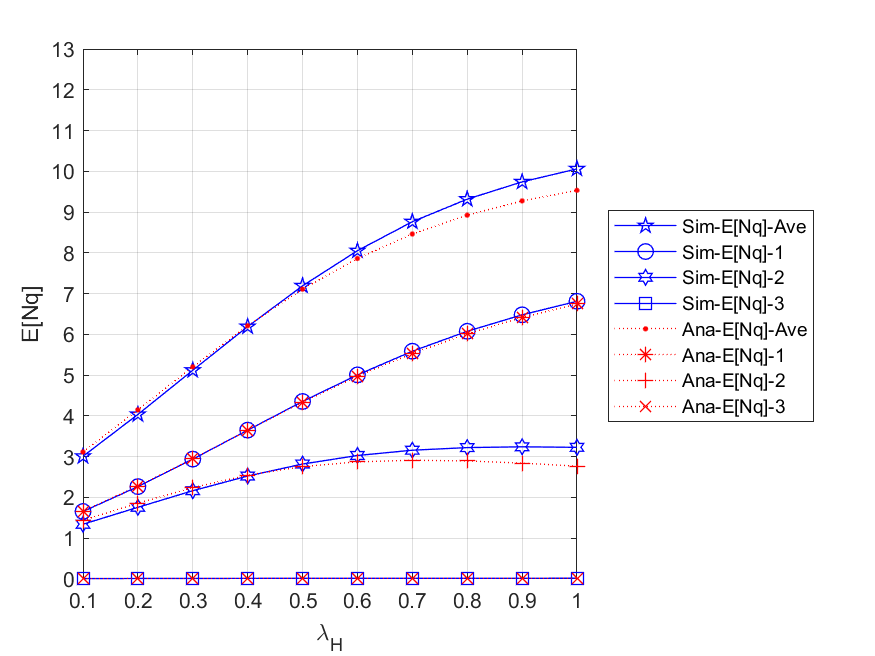 13
12
11
10
9
8
7
6
5
4
3
2
1
0
E[Nq]
0.1 0.2 0.3 0.4 0.5 0.6 0.7 0.8 0.9 1
λH
Sim-E[Nq]-Ave
Sim-E[Nq]-1
Sim-E[Nq]-2
Sim-E[Nq]-3
Ana-E[Nq]-Ave
Ana-E[Nq]-1
Ana-E[Nq]-2
Ana-E[Nq]-3